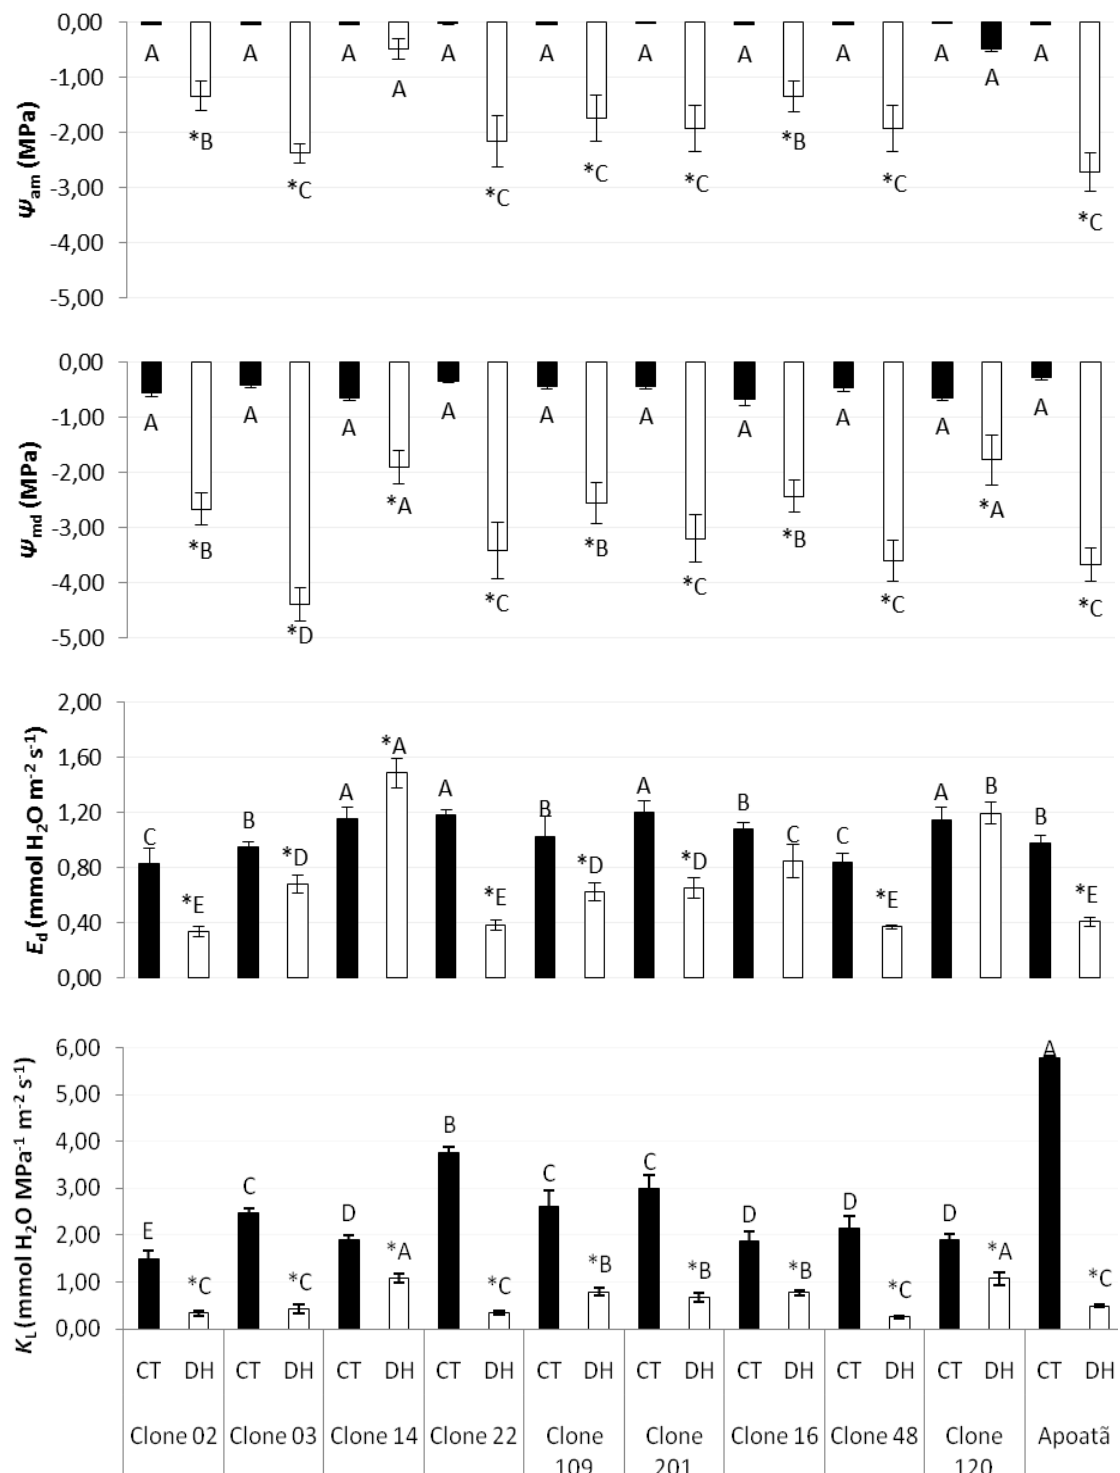 0,00
-1,00
-2,00
-3,00
-4,00
-5,00
Ψam (MPa)
A *B A *C A A A *C A *C A *C A *B A *C A A A *C
0,00
-1,00
-2,00
-3,00
-4,00
-5,00
Ψmd (MPa)
A *B A *D A *A A *C A *B A *C A *B A *C A *A A *C
2,00
1,60
1,20
0,80
0,40
0,00
Ed (mmol H2O m-2 s-1)
C *E B *D A *A A *E B *D A *D B C C *E A B B *E
6,00
5,00
4,00
3,00
2,00
1,00
0,00
KL (mmol H2O MPa-1 m-2 s-1)
E *C C *C D *A B *C C *B C *B D *B D *C D *A A *C
CT DH CT DH CT DH CT DH CT DH CT DH CT DH CT DH CT DH CT DH
Clone 02 Clone 03 Clone 14 Clone 22 Clone Clone Clone 16 Clone 48 Clone Apoatã
109 201 120